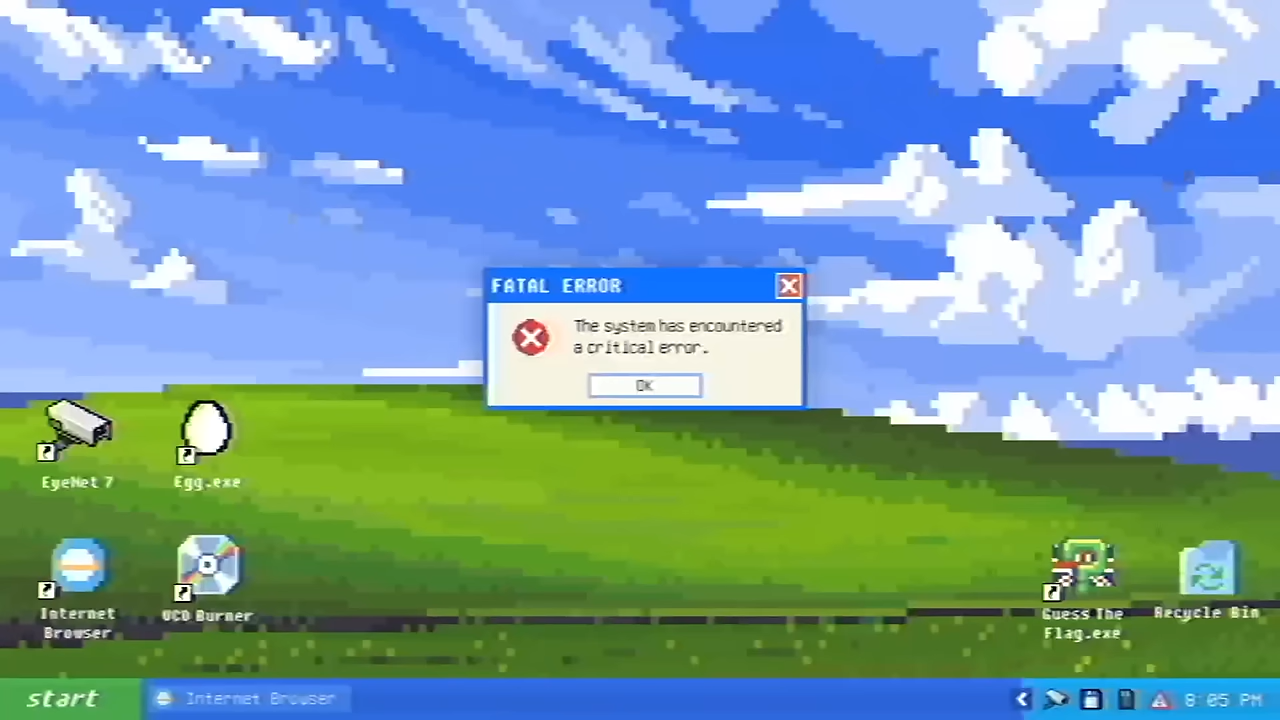 FATAL ERROR
The system has encountered
a critical error.
OK
EyeNet 7
Egg.exe
Internet
Browser
VCD Burner
Guess The
Flag.exe
Recycle Bin
start
Internet Browser
8:05 PM